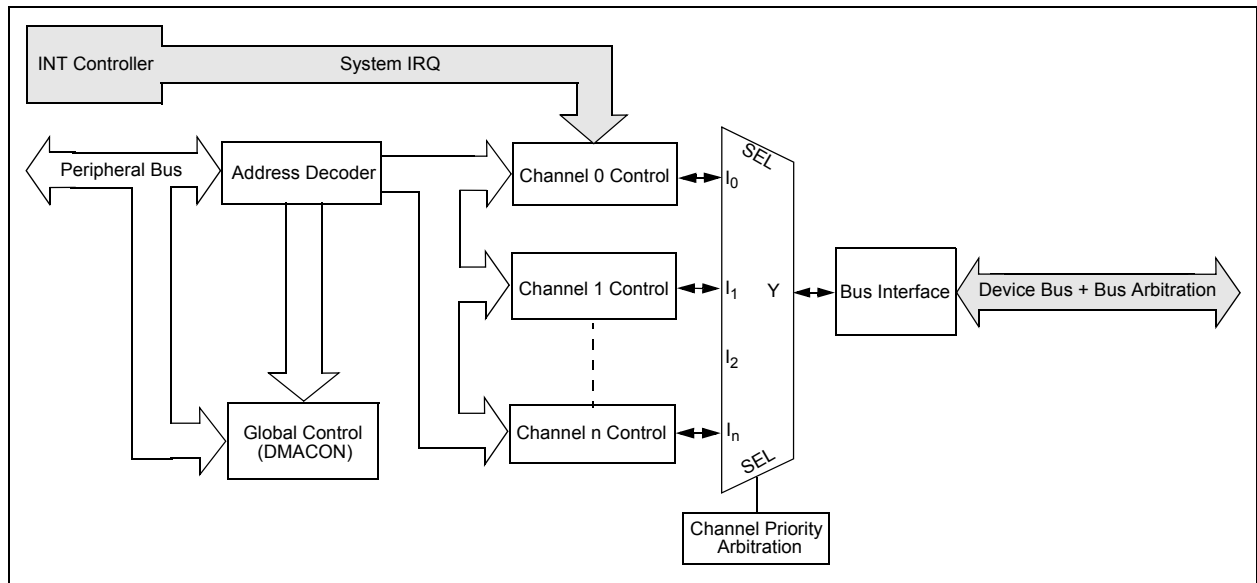 INT Controller
System IRQ
Peripheral Bus
Address Decoder
Channel 0 Control
I0
SEL
Channel 1 Control
I1
Y
Bus Interface
Device Bus + Bus Arbitration
I2
Global Control
(DMACON)
Channel n Control
In
SEL
Channel Priority
Arbitration